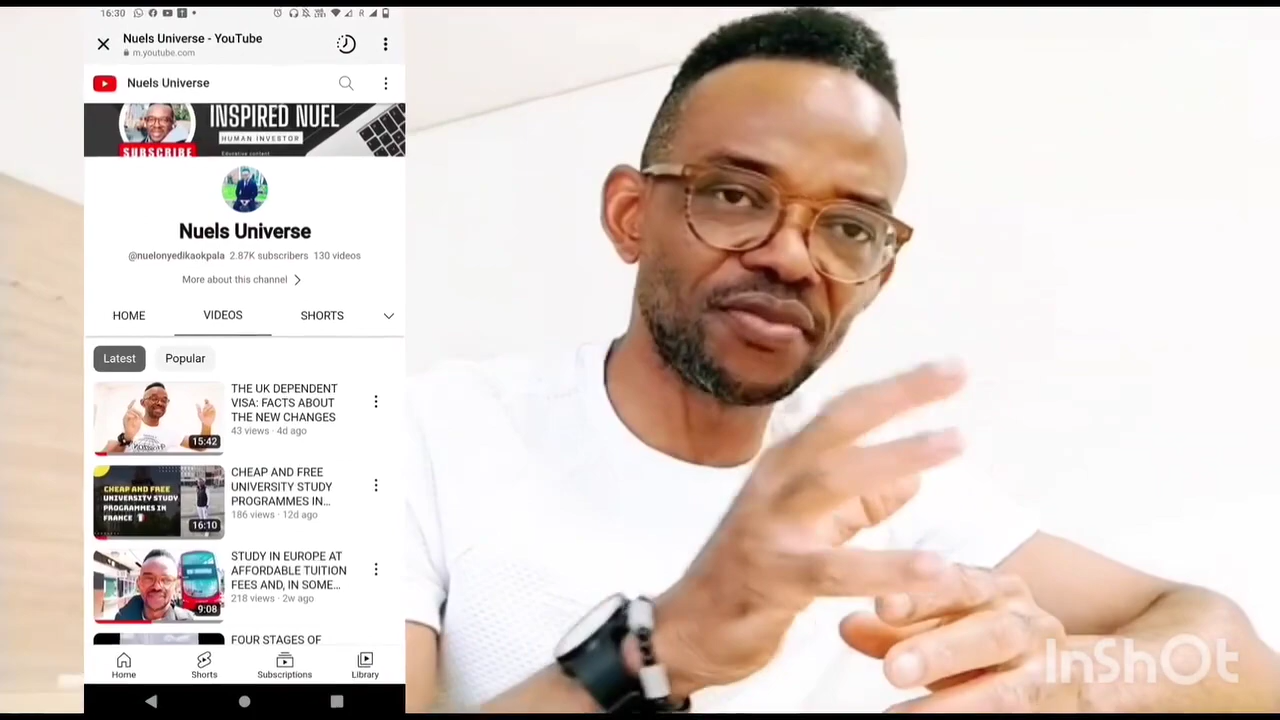 16:30
Nuels Universe - YouTube
m.youtube.com
Nuels Universe
INSPIRED NUEL
HUMAN INVESTOR
Educative content
SUBSCRIBE
Nuels Universe
@nuelonyedikaokpala 2.87K subscribers 130 videos
More about this channel
HOME VIDEOS SHORTS
Latest Popular
THE UK DEPENDENT
VISA: FACTS ABOUT
THE NEW CHANGES
43 views · 4d ago
15:42
CHEAP AND FREE
UNIVERSITY STUDY
PROGRAMMES IN...
186 views · 12d ago
CHEAP AND FREE
UNIVERSITY STUDY
PROGRAMMES IN
FRANCE
16:10
STUDY IN EUROPE AT
AFFORDABLE TUITION
FEES AND, IN SOME...
218 views · 2w ago
9:08
FOUR STAGES OF
Home Shorts Subscriptions Library
InShOt